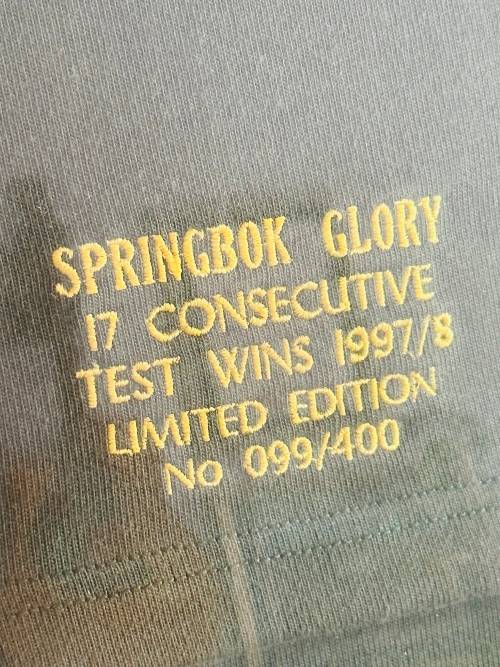 SPRINGBOK GLORY
17 CONSECUTIVE
TEST WINS 1997/8
LIMITED EDITION
No 099/400